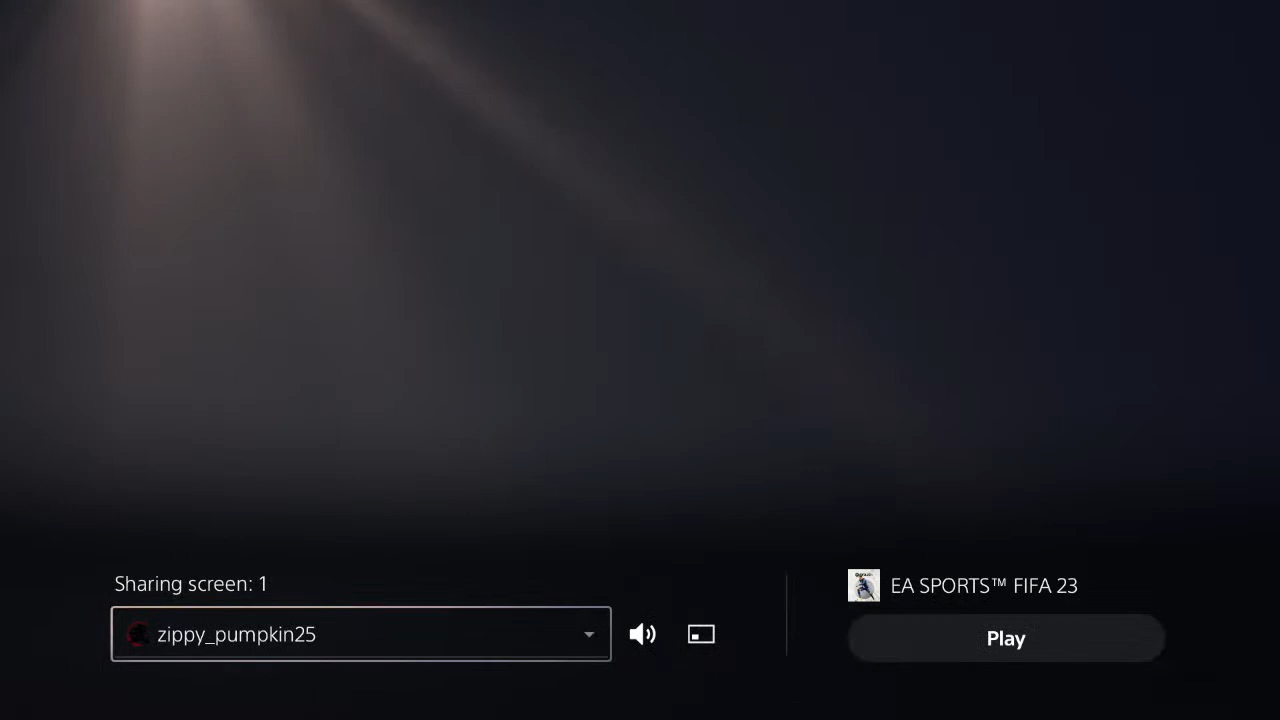 Sharing screen: 1
zippy_pumpkin25
EA SPORTS™ FIFA 23
Play